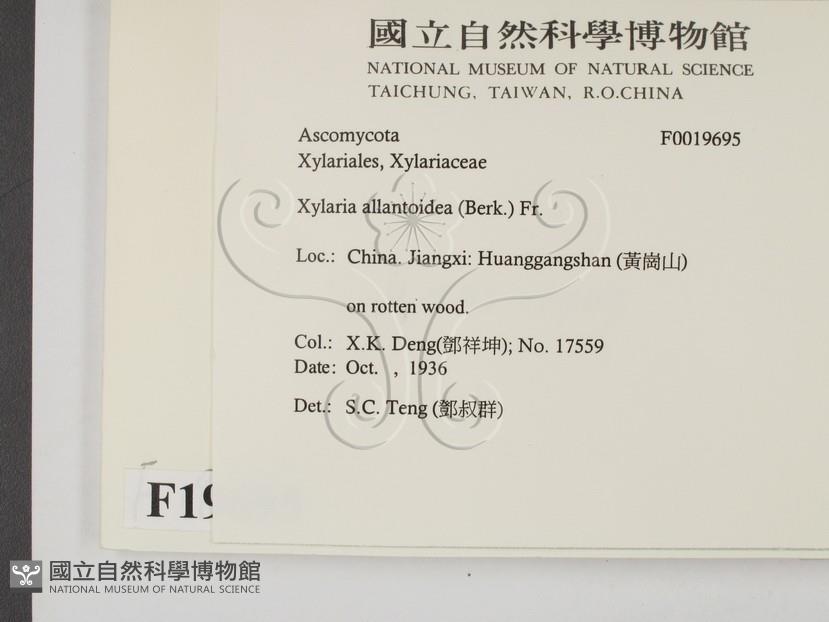 國立自然科學博物館
NATIONAL MUSEUM OF NATURAL SCIENCE
TAICHUNG, TAIWAN, R.O.CHINA
Ascomycota F0019695
Xylariales, Xylariaceae
Xylaria allantoidea (Berk.) Fr.
Loc.: China. Jiangxi: Huanggangshan (黃崗山)
on rotten wood.
Col.: X.K. Deng(鄧祥坤); No. 17559
Date: Oct. , 1936
Det.: S.C. Teng (鄧叔群)
F19
國立自然科學博物館
NATIONAL MUSEUM OF NATURAL SCIENCE